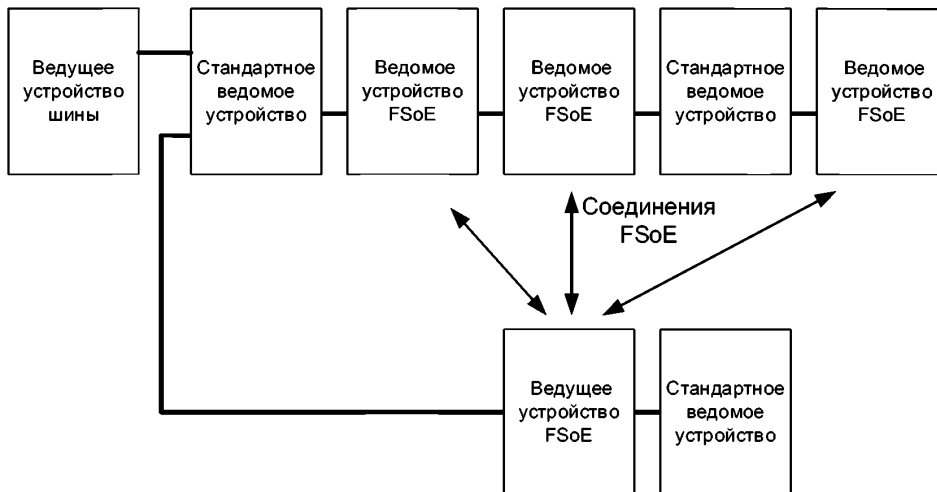 Ведущее
устройство
шины
Стандартное
ведомое
устройство
Ведомое
устройство
FSoE
Ведомое
устройство
FSoE
Стандартное
ведомое
устройство
Ведомое
устройство
FSoE
Соединения
FSoE
Ведущее
устройство
FSoE
Стандартное
ведомое
устройство